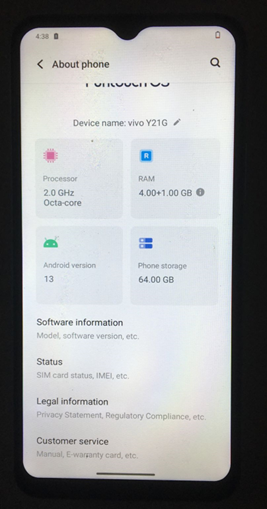 4:38
About phone
Funtouch OS
Device name: vivo Y21G
Processor
2.0 GHz
Octa-core
RAM
R
4.00+1.00 GB
Android version
13
Phone storage
64.00 GB
Software information
Model, software version, etc.
Status
SIM card status, IMEI, etc.
Legal information
Privacy Statement, Regulatory Compliance, etc.
Customer service
Manual, E-warranty card, etc.